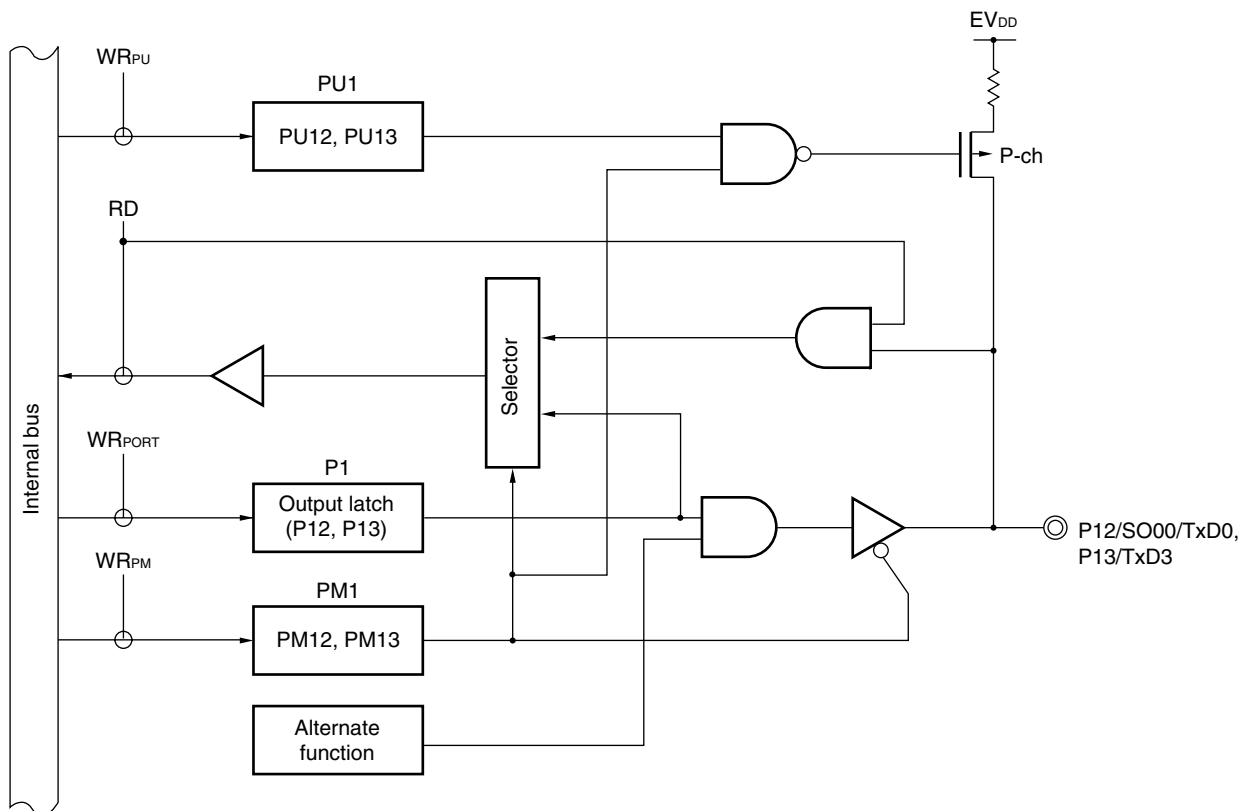 EVDD
WRPU
PU1
PU12, PU13
P-ch
RD
Selector
Internal bus
WRPORT
P1
Output latch
(P12, P13)
P12/SO00/TxD0,
P13/TxD3
WRPM
PM1
PM12, PM13
Alternate
function